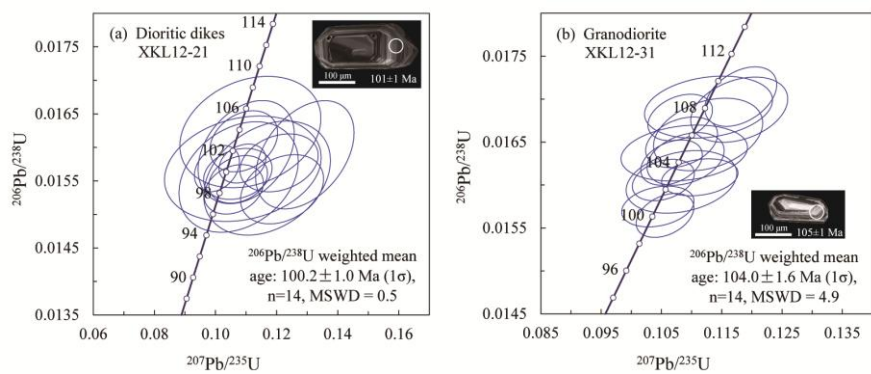 (a) Dioritic dikes
XKL12-21
114
110
106
102
98
94
90
100 μm
101±1 Ma
²⁰⁶Pb/²³⁸U weighted mean
age: 100.2±1.0 Ma (1σ),
n=14, MSWD = 0.5
0.0175
0.0165
0.0155
0.0145
0.0135
²⁰⁶Pb/²³⁸U
0.06
0.08
0.10
0.12
0.14
0.16
²⁰⁷Pb/²³⁵U
(b) Granodiorite
XKL12-31
112
108
104
100
96
100 μm
105±1 Ma
²⁰⁶Pb/²³⁸U weighted mean
age: 104.0±1.6 Ma (1σ),
n=14, MSWD = 4.9
0.0175
0.0165
0.0155
0.0145
²⁰⁶Pb/²³⁸U
0.085
0.095
0.105
0.115
0.125
0.135
²⁰⁷Pb/²³⁵U